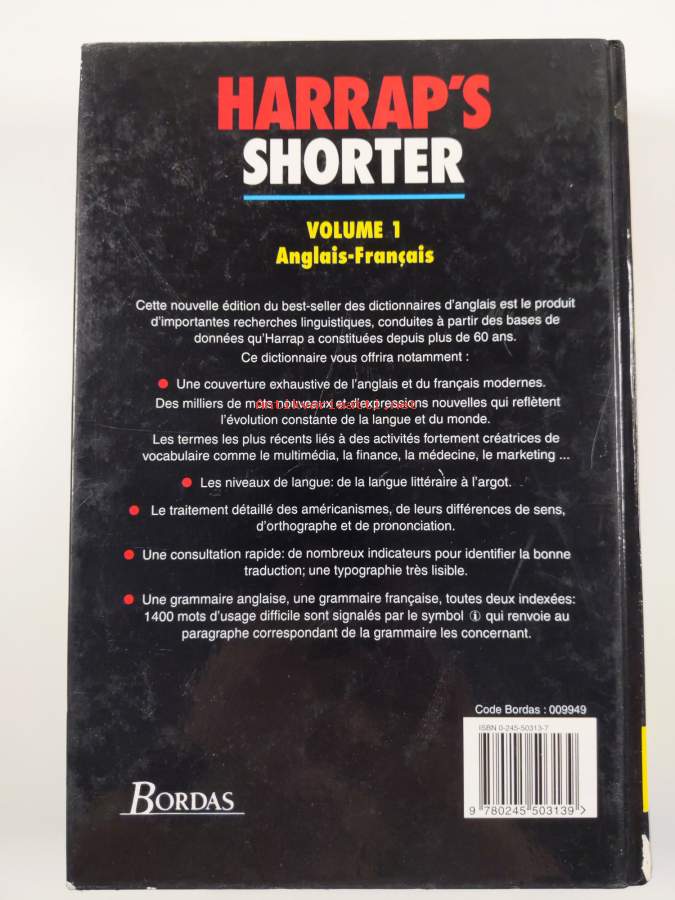 HARRAP'S
SHORTER
VOLUME 1
Anglais-Français
Cette nouvelle édition du best-seller des dictionnaires d'anglais est le produit
d'importantes recherches linguistiques, conduites à partir des bases de
données qu'Harrap a constituées depuis plus de 60 ans.
Ce dictionnaire vous offrira notamment :
● Une couverture exhaustive de l'anglais et du français modernes.
Des milliers de mots nouveaux et d'expressions nouvelles qui reflètent
l'évolution constante de la langue et du monde.
Les termes les plus récents liés à des activités fortement créatrices de
vocabulaire comme le multimédia, la finance, la médecine, le marketing ...
● Les niveaux de langue: de la langue littéraire à l'argot.
● Le traitement détaillé des américanismes, de leurs différences de sens,
d'orthographe et de prononciation.
● Une consultation rapide: de nombreux indicateurs pour identifier la bonne
traduction; une typographie très lisible.
● Une grammaire anglaise, une grammaire française, toutes deux indexées:
1400 mots d'usage difficile sont signalés par le symbol ⓘ qui renvoie au
paragraphe correspondant de la grammaire les concernant.
Code Bordas : 009949
ISBN 0-245-50313-7
9 780245 503139 >
BORDAS